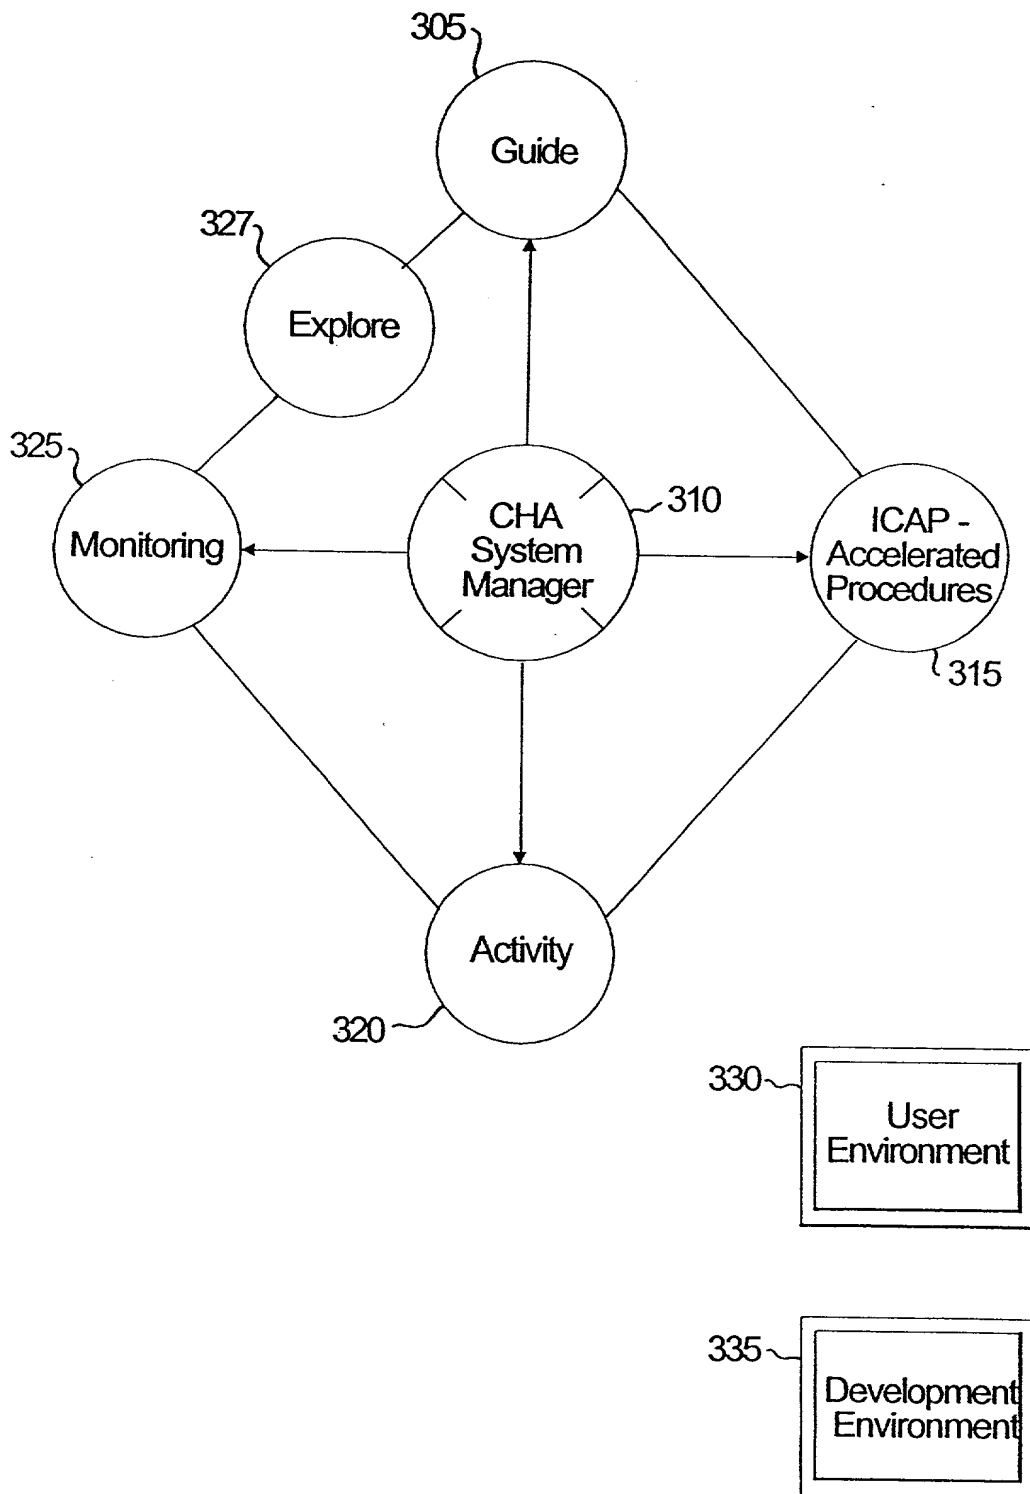 305
Guide
327
Explore
325
Monitoring
CHA
System
Manager
310
ICAP -
Accelerated
Procedures
315
Activity
320
330
User
Environment
335
Development
Environment